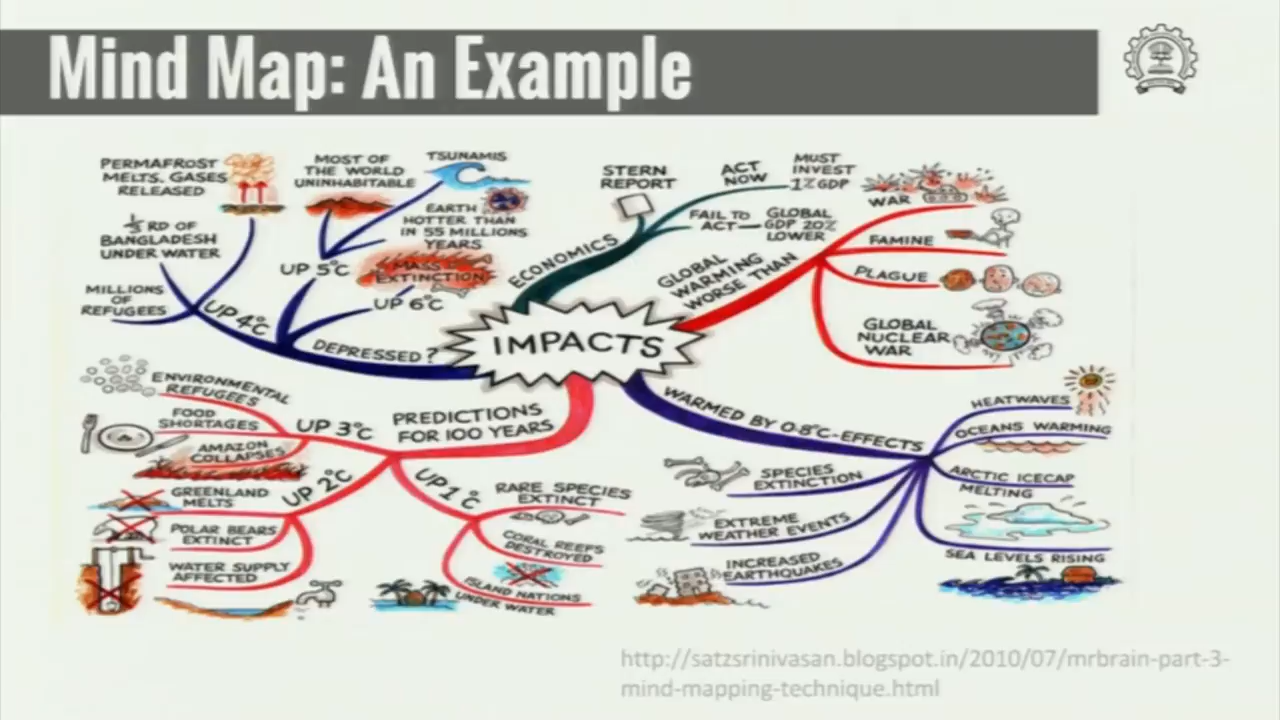 Mind Map: An Example
PERMAFROST
MELTS. GASES
RELEASED
MOST OF
THE WORLD
UNINHABITABLE
TSUNAMIS
EARTH
HOTTER THAN
IN 55 MILLIONS
YEARS
⅓ RD OF
BANGLADESH
UNDER WATER
MILLIONS
OF
REFUGEES
UP 4°C
UP 5°C
MASS
EXTINCTION
UP 6°C
DEPRESSED?
STERN
REPORT
ACT
NOW
MUST
INVEST
1% GDP
FAIL TO
ACT
GLOBAL
GDP 20%
LOWER
ECONOMICS
GLOBAL
WARMING
WORSE THAN
WAR
FAMINE
PLAGUE
GLOBAL
NUCLEAR
WAR
IMPACTS
ENVIRONMENTAL
REFUGEES
FOOD
SHORTAGES
AMAZON
COLLAPSES
UP 3°C
PREDICTIONS
FOR 100 YEARS
GREENLAND
MELTS
POLAR BEARS
EXTINCT
WATER SUPPLY
AFFECTED
UP 2°C
UP 1°C
RARE SPECIES
EXTINCT
CORAL REEFS
DESTROYED
ISLAND NATIONS
UNDER WATER
WARMED BY 0.8°C-EFFECTS
HEATWAVES
OCEANS WARMING
ARCTIC ICECAP
MELTING
SEA LEVELS RISING
SPECIES
EXTINCTION
EXTREME
WEATHER EVENTS
INCREASED
EARTHQUAKES
http://satzsrinivasan.blogspot.in/2010/07/mrbrain-part-3-
mind-mapping-technique.html